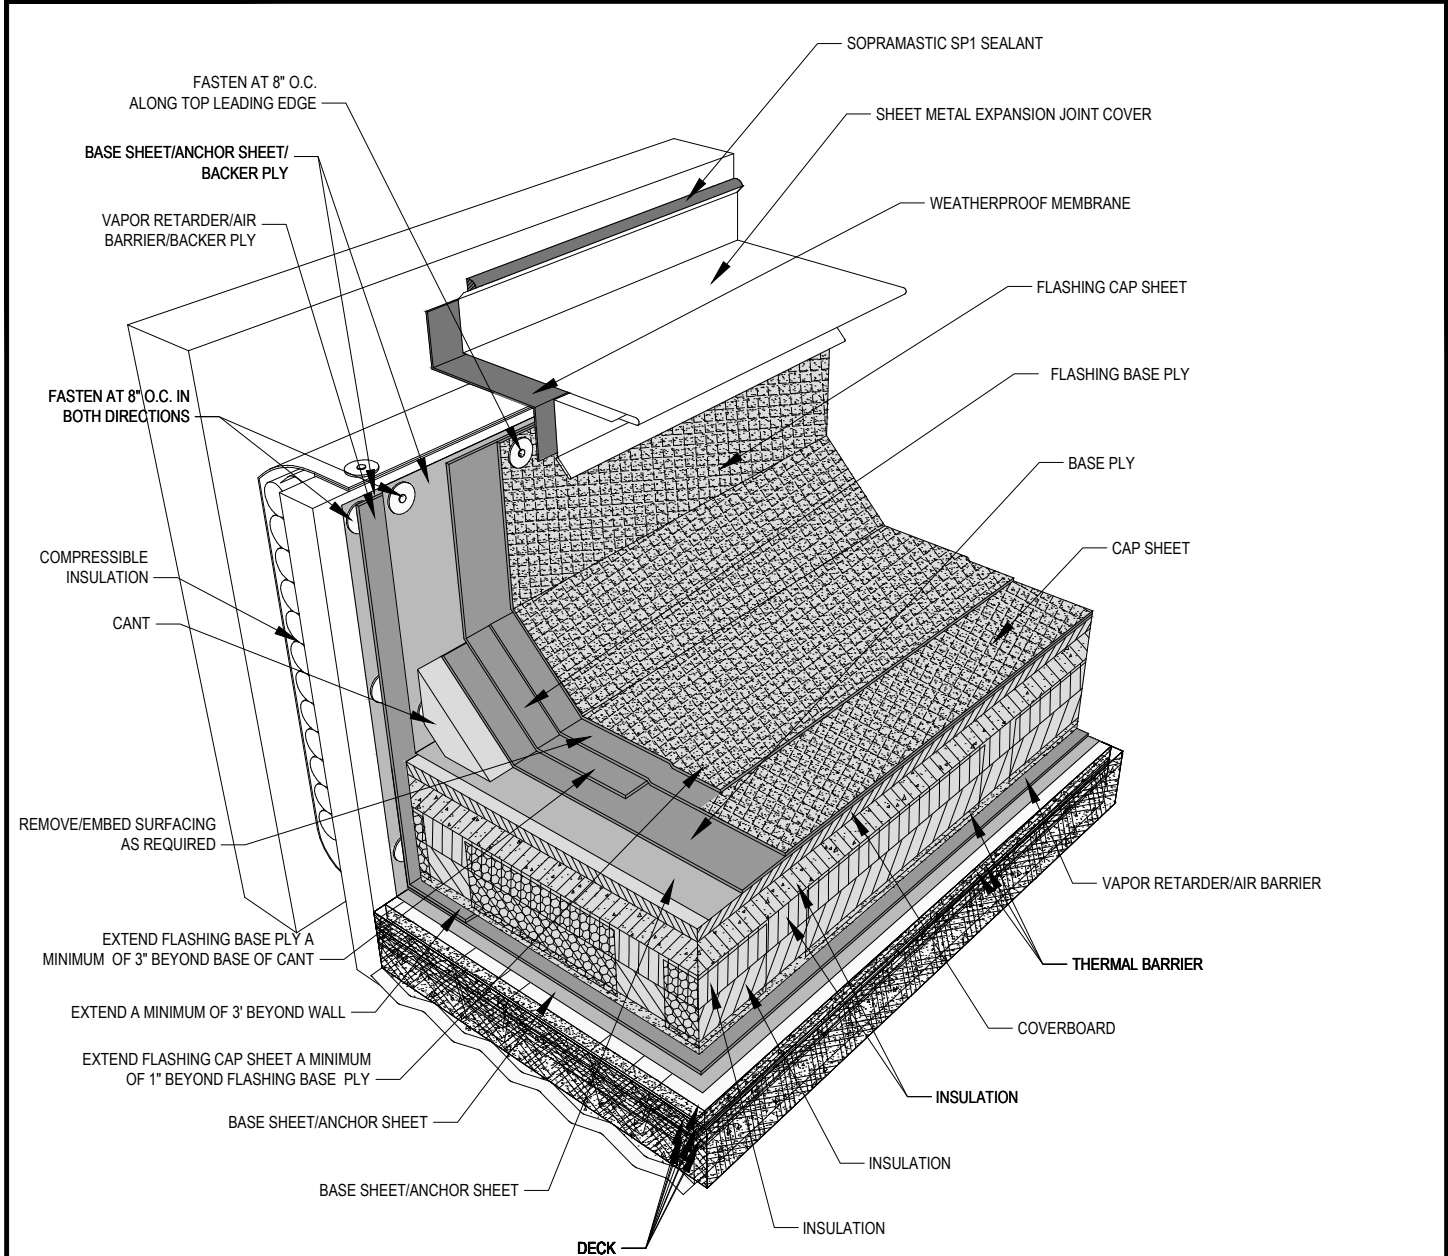 SOPRAMASTIC SP1 SEALANT
FASTEN AT 8" O.C.
ALONG TOP LEADING EDGE
SHEET METAL EXPANSION JOINT COVER
BASE SHEET/ANCHOR SHEET/
BACKER PLY
WEATHERPROOF MEMBRANE
VAPOR RETARDER/AIR
BARRIER/BACKER PLY
FLASHING CAP SHEET
FLASHING BASE PLY
FASTEN AT 8" O.C. IN
BOTH DIRECTIONS
BASE PLY
CAP SHEET
COMPRESSIBLE
INSULATION
CANT
REMOVE/EMBED SURFACING
AS REQUIRED
VAPOR RETARDER/AIR BARRIER
EXTEND FLASHING BASE PLY A
MINIMUM OF 3" BEYOND BASE OF CANT
THERMAL BARRIER
EXTEND A MINIMUM OF 3' BEYOND WALL
COVERBOARD
EXTEND FLASHING CAP SHEET A MINIMUM
OF 1" BEYOND FLASHING BASE PLY
INSULATION
BASE SHEET/ANCHOR SHEET
INSULATION
BASE SHEET/ANCHOR SHEET
INSULATION
DECK